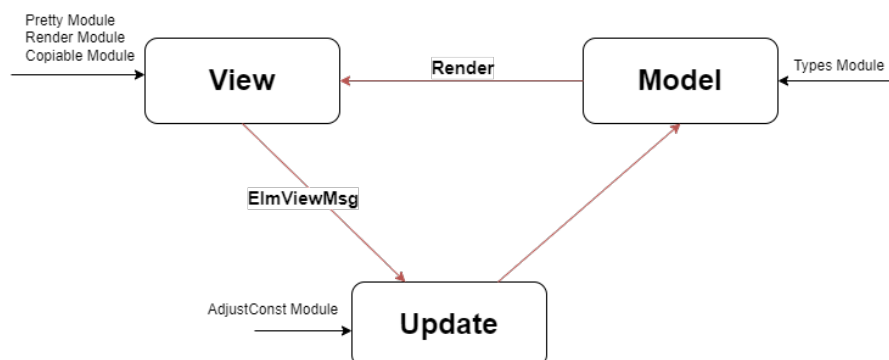 Pretty Module
Render Module
Copiable Module
View
Render
Model
Types Module
ElmViewMsg
AdjustConst Module
Update